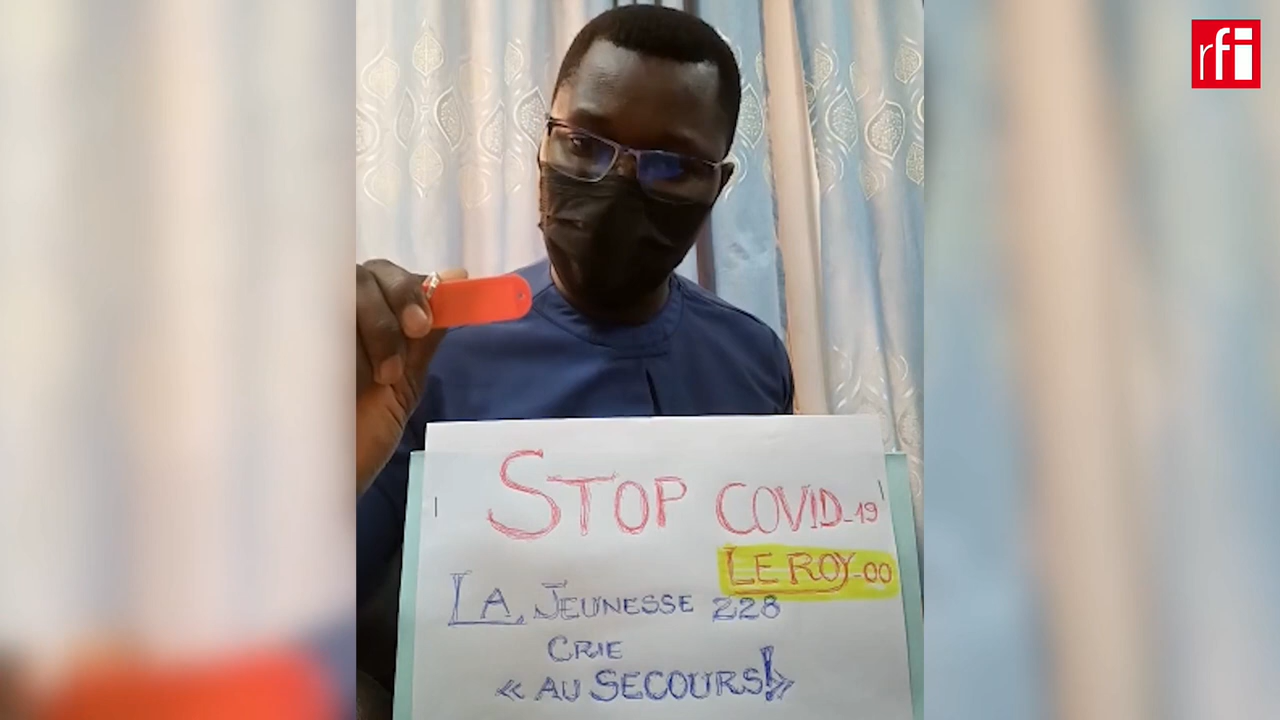 rfi
STOP COVID-19
LE ROY-00
LA JEUNESSE 228
CRIE
« AU SECOURS! »